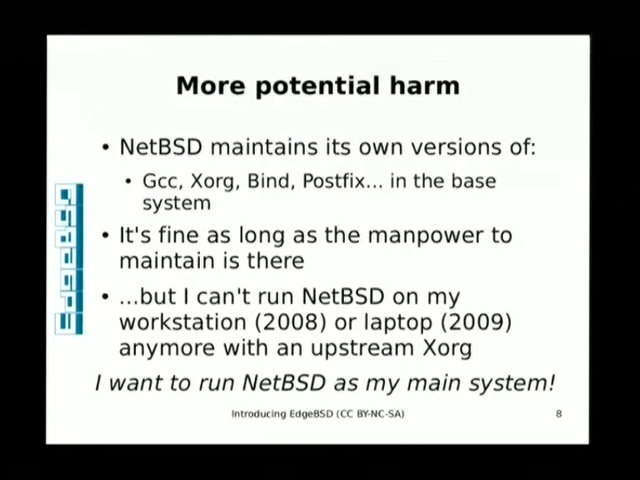 More potential harm
• NetBSD maintains its own versions of:
• Gcc, Xorg, Bind, Postfix... in the base
system
• It's fine as long as the manpower to
maintain is there
• ...but I can't run NetBSD on my
workstation (2008) or laptop (2009)
anymore with an upstream Xorg
I want to run NetBSD as my main system!
Introducing EdgeBSD (CC BY-NC-SA)
8